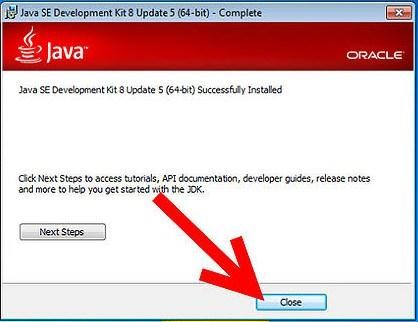 Java SE Development Kit 8 Update 5 (64-bit) - Complete
Java™
ORACLE
Java SE Development Kit 8 Update 5 (64-bit) Successfully Installed
Click Next Steps to access tutorials, API documentation, developer guides, release notes
and more to help you get started with the JDK.
Next Steps
Close